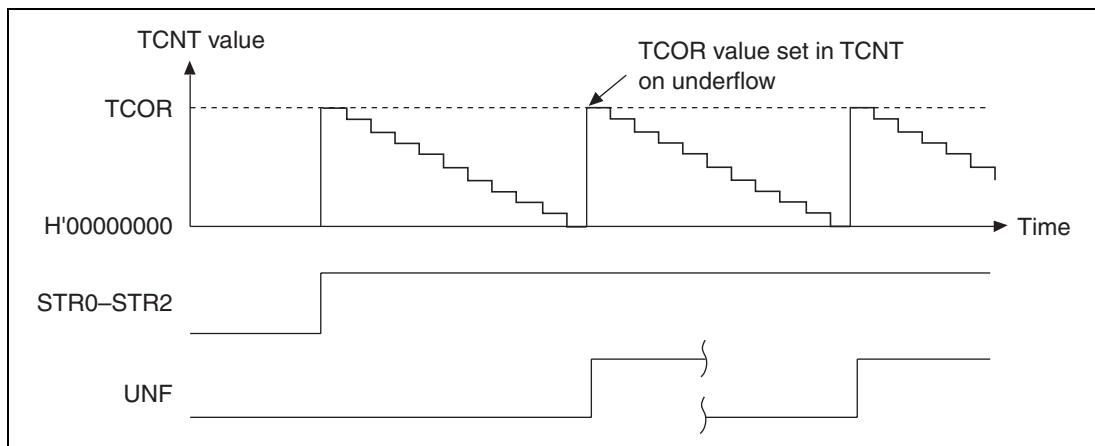 TCNT value
TCOR value set in TCNT
on underflow
TCOR
H'00000000
Time
STR0–STR2
UNF